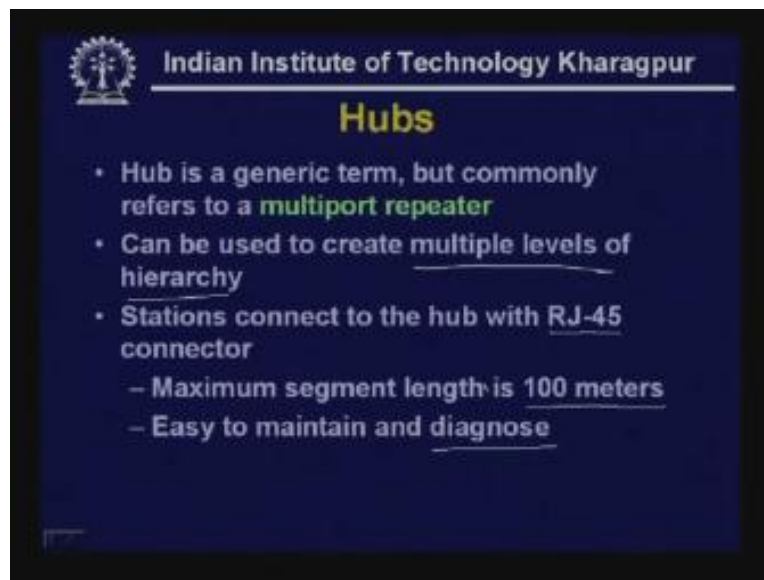 Indian Institute of Technology Kharagpur
Hubs
• Hub is a generic term, but commonly
refers to a multiport repeater
• Can be used to create multiple levels of
hierarchy
• Stations connect to the hub with RJ-45
connector
– Maximum segment length is 100 meters
– Easy to maintain and diagnose